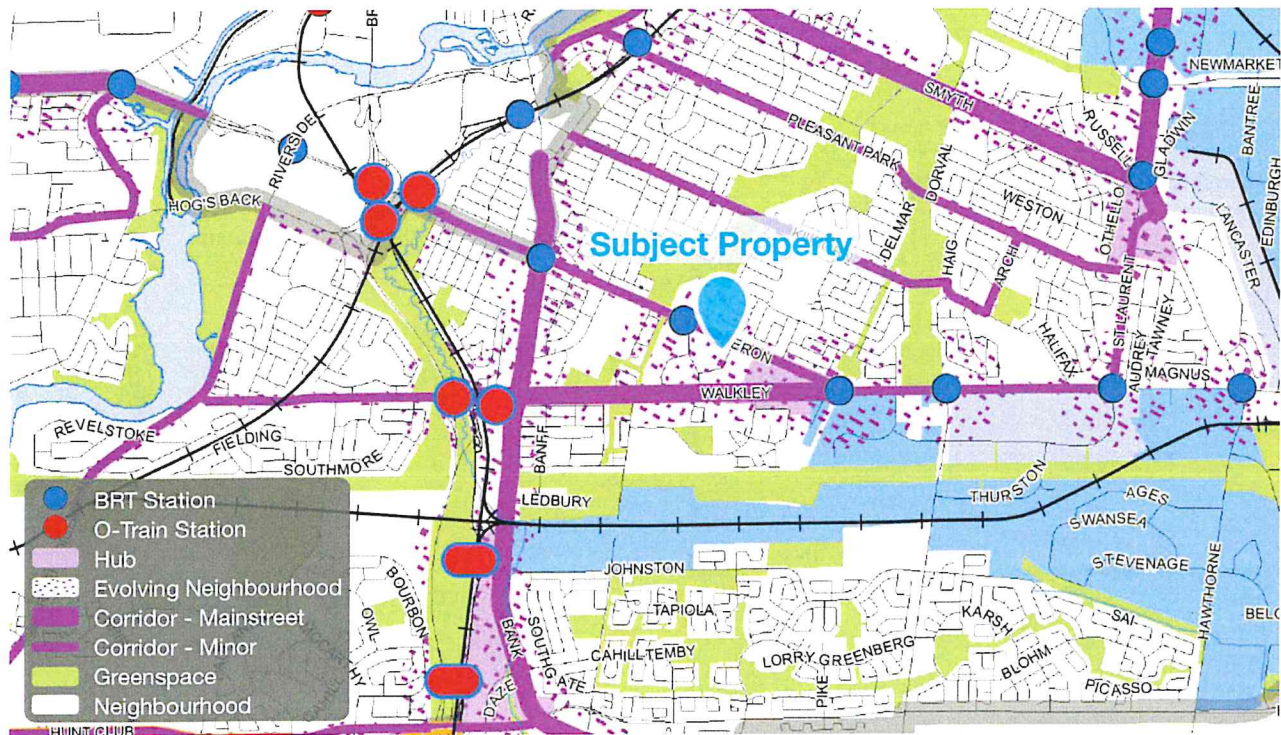 NEWMARKET
SMYTH
BANTREE
RUSSELL
GLADWIN
RIVERSIDE
PLEASANT PARK
DORVAL
EDINBURGH
HOG'S BACK
WESTON
OTHELLO
LANCASTER
Subject Property
DELMAR
HAIG
ARCH
ST LAURENT
TAWNEY
AUDREY
HALIFAX
ERON
MAGNUS
WALKLEY
REVELSTOKE
FIELDING
BANFF
SOUTHMORE
LEDBURY
THURSTON
AGES
SWANSEA
STEVENAGE
JOHNSTON
HAWTHORNE
BOURBON
OWL
TAPIOLA
KARSH
SAI
BELG
BANK
SOUTHGATE
CAHILL
TEMBY
LORRY GREENBERG
BLOHM
PIKE
PICASSO
DAZE
HUNT CLUB
BRT Station
O-Train Station
Hub
Evolving Neighbourhood
Corridor - Mainstreet
Corridor - Minor
Greenspace
Neighbourhood